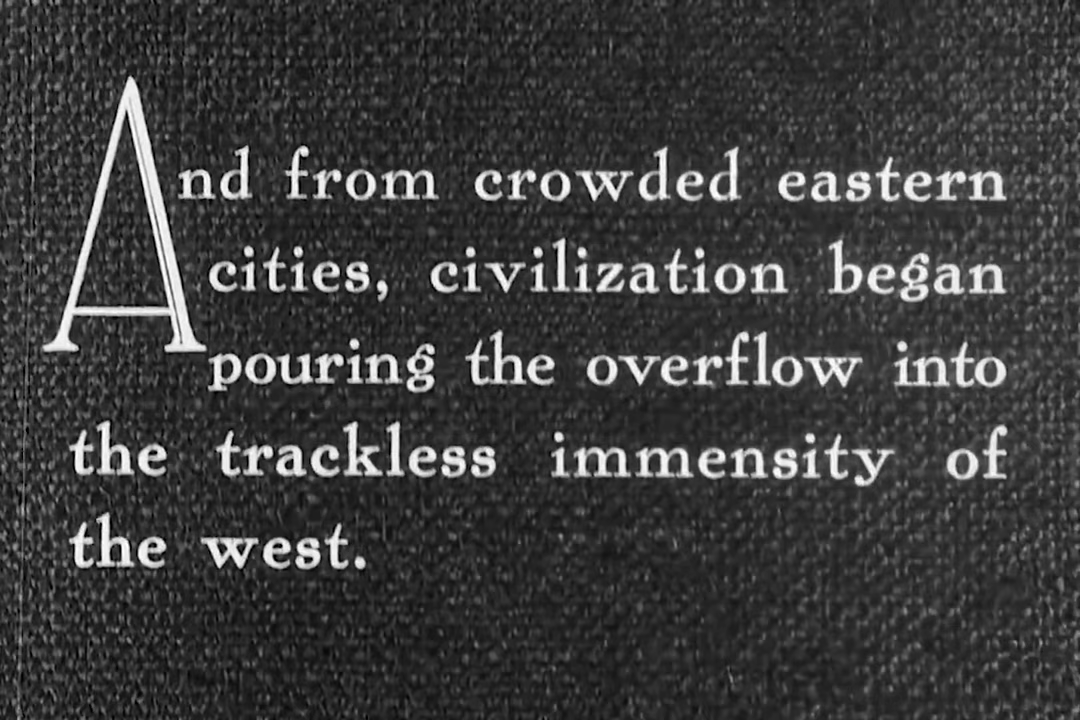 And from crowded eastern
cities, civilization began
pouring the overflow into
the trackless immensity of
the west.